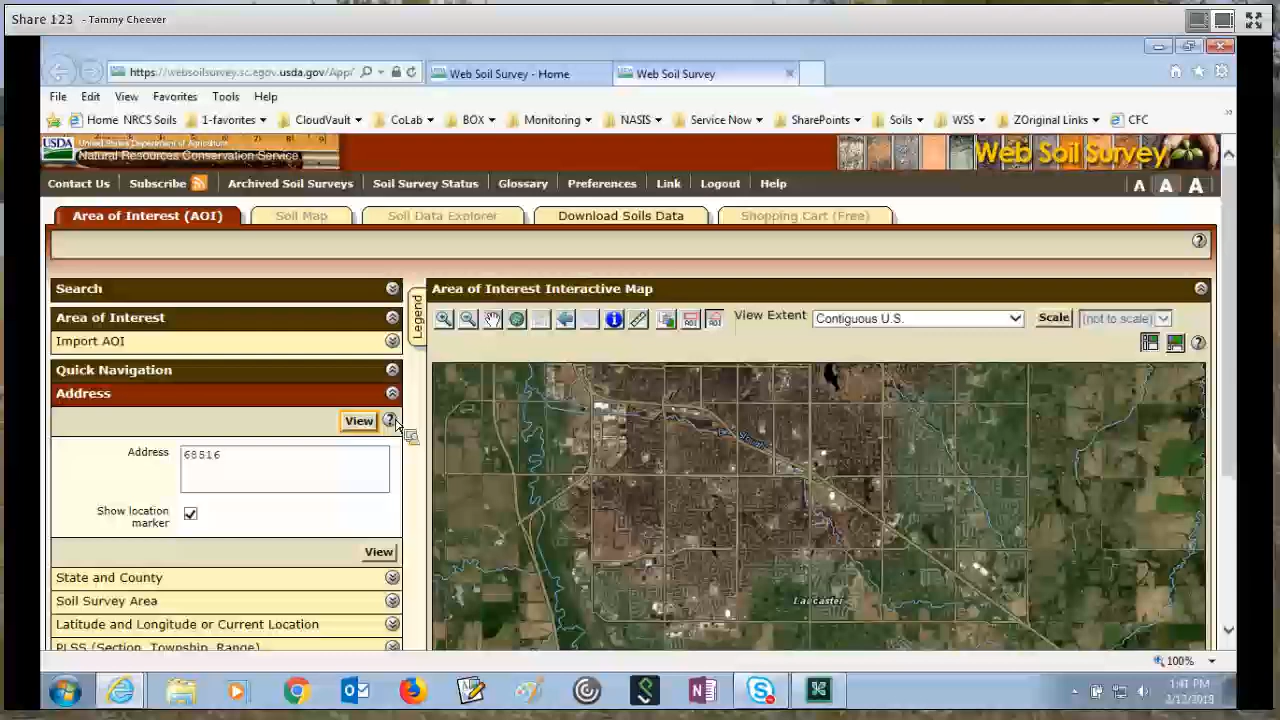 Share 123 - Tammy Cheever
https://websoilsurvey.sc.egov.usda.gov/App/
Web Soil Survey - Home
Web Soil Survey
File Edit View Favorites Tools Help
Home NRCS Soils 1-favorites CloudVault CoLab BOX Monitoring NASIS Service Now SharePoints Soils WSS ZOriginal Links CFC
USDA United States Department of Agriculture
Natural Resources Conservation Service
Web Soil Survey
Contact Us Subscribe Archived Soil Surveys Soil Survey Status Glossary Preferences Link Logout Help A A A
Area of Interest (AOI) Soil Map Soil Data Explorer Download Soils Data Shopping Cart (Free)
Search
Area of Interest Interactive Map
Area of Interest
Import AOI
Legend
View Extent Contiguous U.S. Scale (not to scale)
AOI AOI
Quick Navigation
Address
View
Address 68516
Show location
marker
View
State and County
Soil Survey Area
Latitude and Longitude or Current Location
PLSS (Section, Township, Range)
Lancaster
100%
1:41 PM